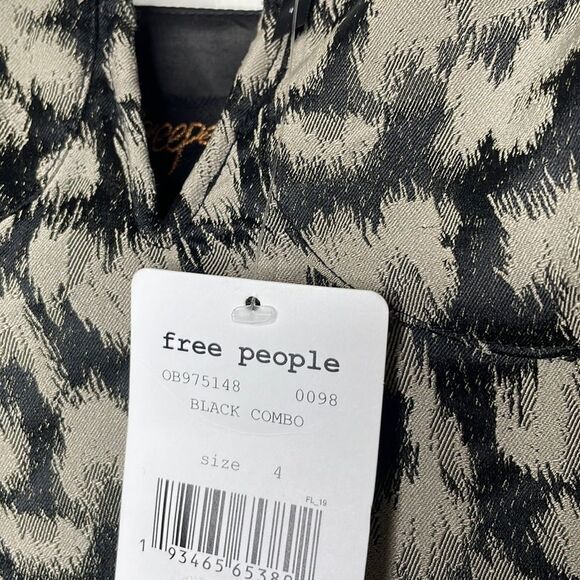 free people
OB975148 0098
BLACK COMBO
size 4
FL_19
1 93465 65380